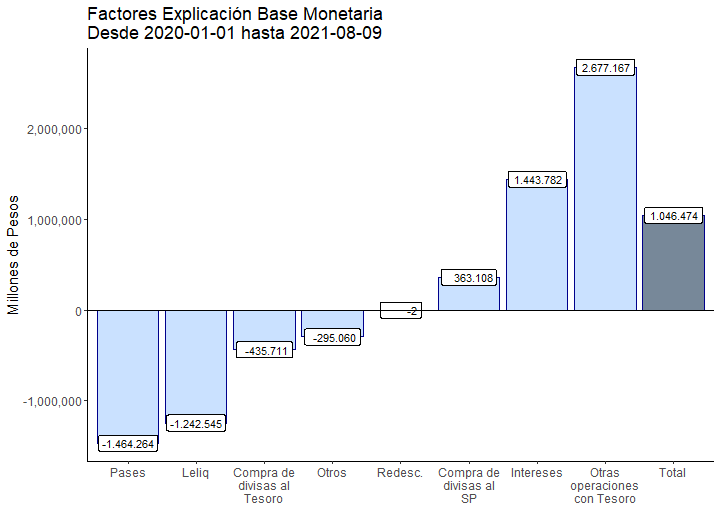 Factores Explicación Base Monetaria
Desde 2020-01-01 hasta 2021-08-09
Millones de Pesos
2,000,000
1,000,000
0
-1,000,000
-1.464.264
-1.242.545
-435.711
-295.060
-2
363.108
1.443.782
2.677.167
1.046.474
Pases
Leliq
Compra de
divisas al
Tesoro
Otros
Redesc.
Compra de
divisas al
SP
Intereses
Otras
operaciones
con Tesoro
Total